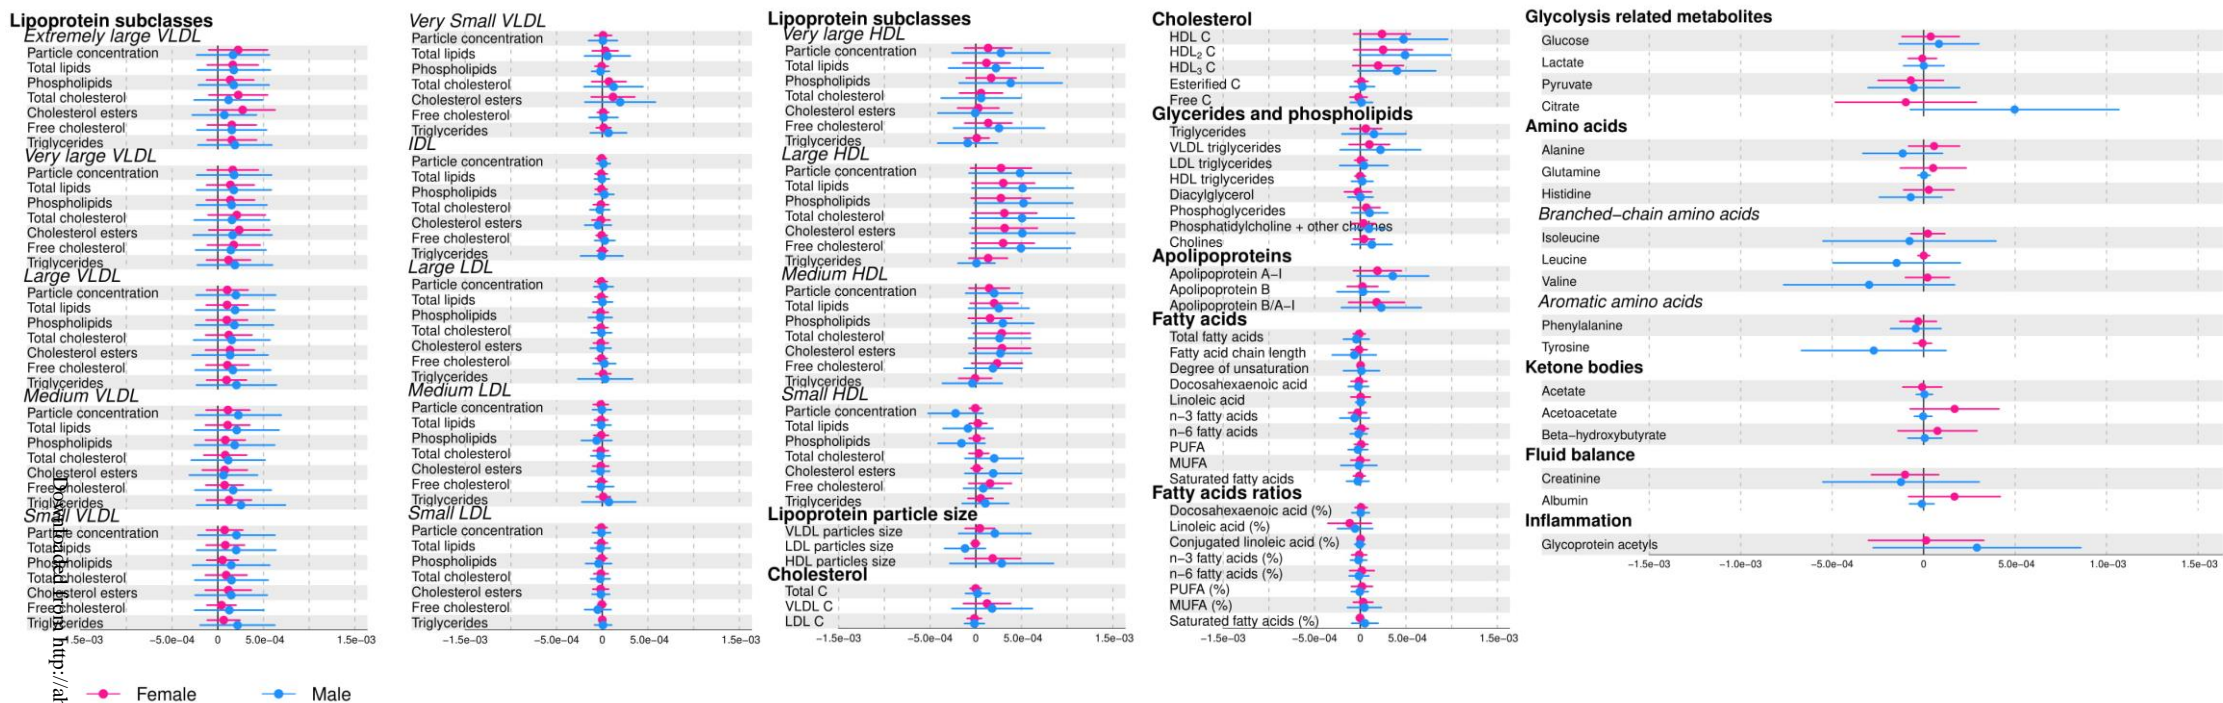 Lipoprotein subclasses
Extremely large VLDL
Particle concentration
Total lipids
Phospholipids
Total cholesterol
Cholesterol esters
Free cholesterol
Triglycerides
Very large VLDL
Particle concentration
Total lipids
Phospholipids
Total cholesterol
Cholesterol esters
Free cholesterol
Triglycerides
Large VLDL
Particle concentration
Total lipids
Phospholipids
Total cholesterol
Cholesterol esters
Free cholesterol
Triglycerides
Medium VLDL
Particle concentration
Total lipids
Phospholipids
Total cholesterol
Cholesterol esters
Free cholesterol
Triglycerides
Small VLDL
Particle concentration
Total lipids
Phospholipids
Total cholesterol
Cholesterol esters
Free cholesterol
Triglycerides
−1.5e−03 −5.0e−04 0 5.0e−04 1.5e−03
Very Small VLDL
Particle concentration
Total lipids
Phospholipids
Total cholesterol
Cholesterol esters
Free cholesterol
Triglycerides
IDL
Particle concentration
Total lipids
Phospholipids
Total cholesterol
Cholesterol esters
Free cholesterol
Triglycerides
Large LDL
Particle concentration
Total lipids
Phospholipids
Total cholesterol
Cholesterol esters
Free cholesterol
Triglycerides
Medium LDL
Particle concentration
Total lipids
Phospholipids
Total cholesterol
Cholesterol esters
Free cholesterol
Triglycerides
Small LDL
Particle concentration
Total lipids
Phospholipids
Total cholesterol
Cholesterol esters
Free cholesterol
Triglycerides
−1.5e−03 −5.0e−04 0 5.0e−04 1.5e−03
Lipoprotein subclasses
Very large HDL
Particle concentration
Total lipids
Phospholipids
Total cholesterol
Cholesterol esters
Free cholesterol
Triglycerides
Large HDL
Particle concentration
Total lipids
Phospholipids
Total cholesterol
Cholesterol esters
Free cholesterol
Triglycerides
Medium HDL
Particle concentration
Total lipids
Phospholipids
Total cholesterol
Cholesterol esters
Free cholesterol
Triglycerides
Small HDL
Particle concentration
Total lipids
Phospholipids
Total cholesterol
Cholesterol esters
Free cholesterol
Triglycerides
Lipoprotein particle size
VLDL particles size
LDL particles size
HDL particles size
Cholesterol
Total C
VLDL C
LDL C
−1.5e−03 −5.0e−04 0 5.0e−04 1.5e−03
Cholesterol
HDL C
HDL₂ C
HDL₃ C
Esterified C
Free C
Glycerides and phospholipids
Triglycerides
VLDL triglycerides
LDL triglycerides
HDL triglycerides
Diacylglycerol
Phosphoglycerides
Phosphatidylcholine + other cholines
Cholines
Apolipoproteins
Apolipoprotein A−I
Apolipoprotein B
Apolipoprotein B/A−I
Fatty acids
Total fatty acids
Fatty acid chain length
Degree of unsaturation
Docosahexaenoic acid
Linoleic acid
n−3 fatty acids
n−6 fatty acids
PUFA
MUFA
Saturated fatty acids
Fatty acids ratios
Docosahexaenoic acid (%)
Linoleic acid (%)
Conjugated linoleic acid (%)
n−3 fatty acids (%)
n−6 fatty acids (%)
PUFA (%)
MUFA (%)
Saturated fatty acids (%)
−1.5e−03 −5.0e−04 0 5.0e−04 1.5e−03
Glycolysis related metabolites
Glucose
Lactate
Pyruvate
Citrate
Amino acids
Alanine
Glutamine
Histidine
Branched−chain amino acids
Isoleucine
Leucine
Valine
Aromatic amino acids
Phenylalanine
Tyrosine
Ketone bodies
Acetate
Acetoacetate
Beta−hydroxybutyrate
Fluid balance
Creatinine
Albumin
Inflammation
Glycoprotein acetyls
−1.5e−03 −1.0e−03 −5.0e−04 0 5.0e−04 1.0e−03 1.5e−03
Female Male
Downloaded from http://a